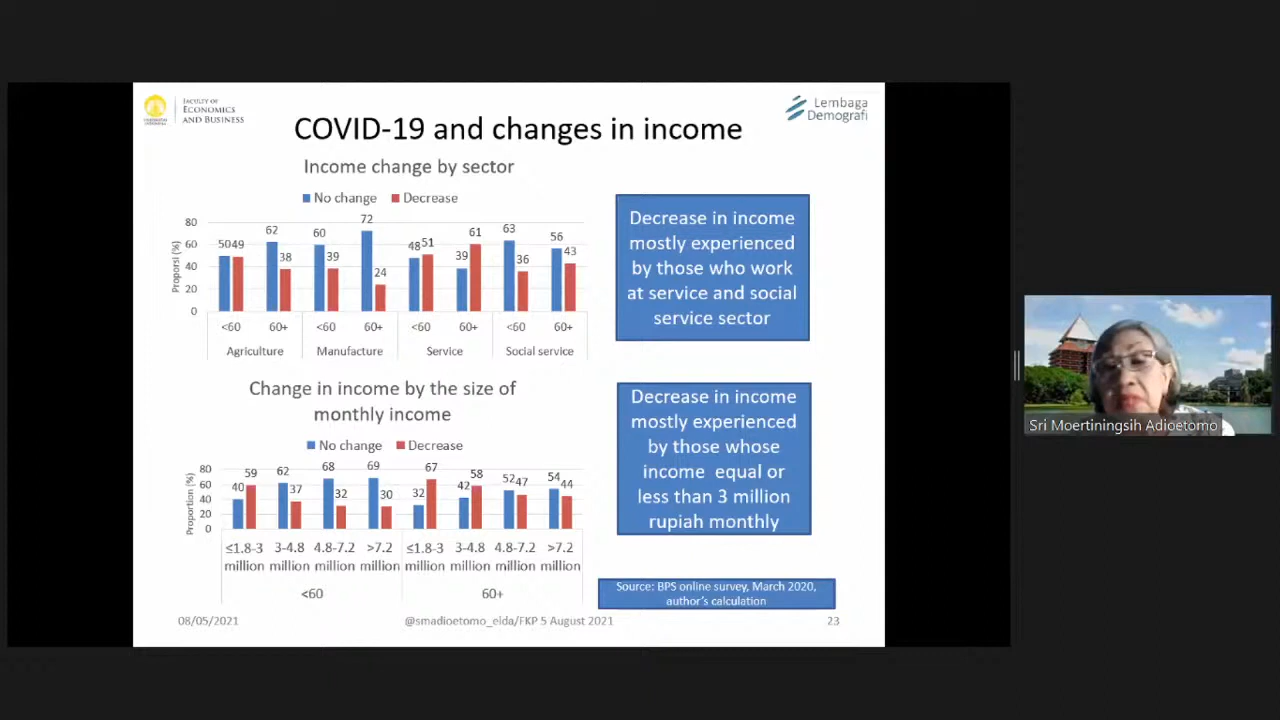 FACULTY OF
ECONOMICS
AND BUSINESS
Lembaga
Demografi
COVID-19 and changes in income
Income change by sector
No change Decrease
Proporsi (%)
80
60
40
20
0
50 49 62 38 60 39 72 24 48 51 39 61 63 36 56 43
<60 60+ <60 60+ <60 60+ <60 60+
Agriculture Manufacture Service Social service
Decrease in income
mostly experienced
by those who work
at service and social
service sector
Change in income by the size of
monthly income
No change Decrease
Proportion (%)
80
60
40
20
0
40 59 62 37 68 32 69 30 32 67 42 58 52 47 54 44
≤1.8-3 3-4.8 4.8-7.2 >7.2 ≤1.8-3 3-4.8 4.8-7.2 >7.2
million million million million million million million million
<60 60+
Decrease in income
mostly experienced
by those whose
income equal or
less than 3 million
rupiah monthly
Source: BPS online survey, March 2020,
author's calculation
08/05/2021 @smadioetomo_eida/FKP 5 August 2021 23
Sri Moertiningsih Adioetomo